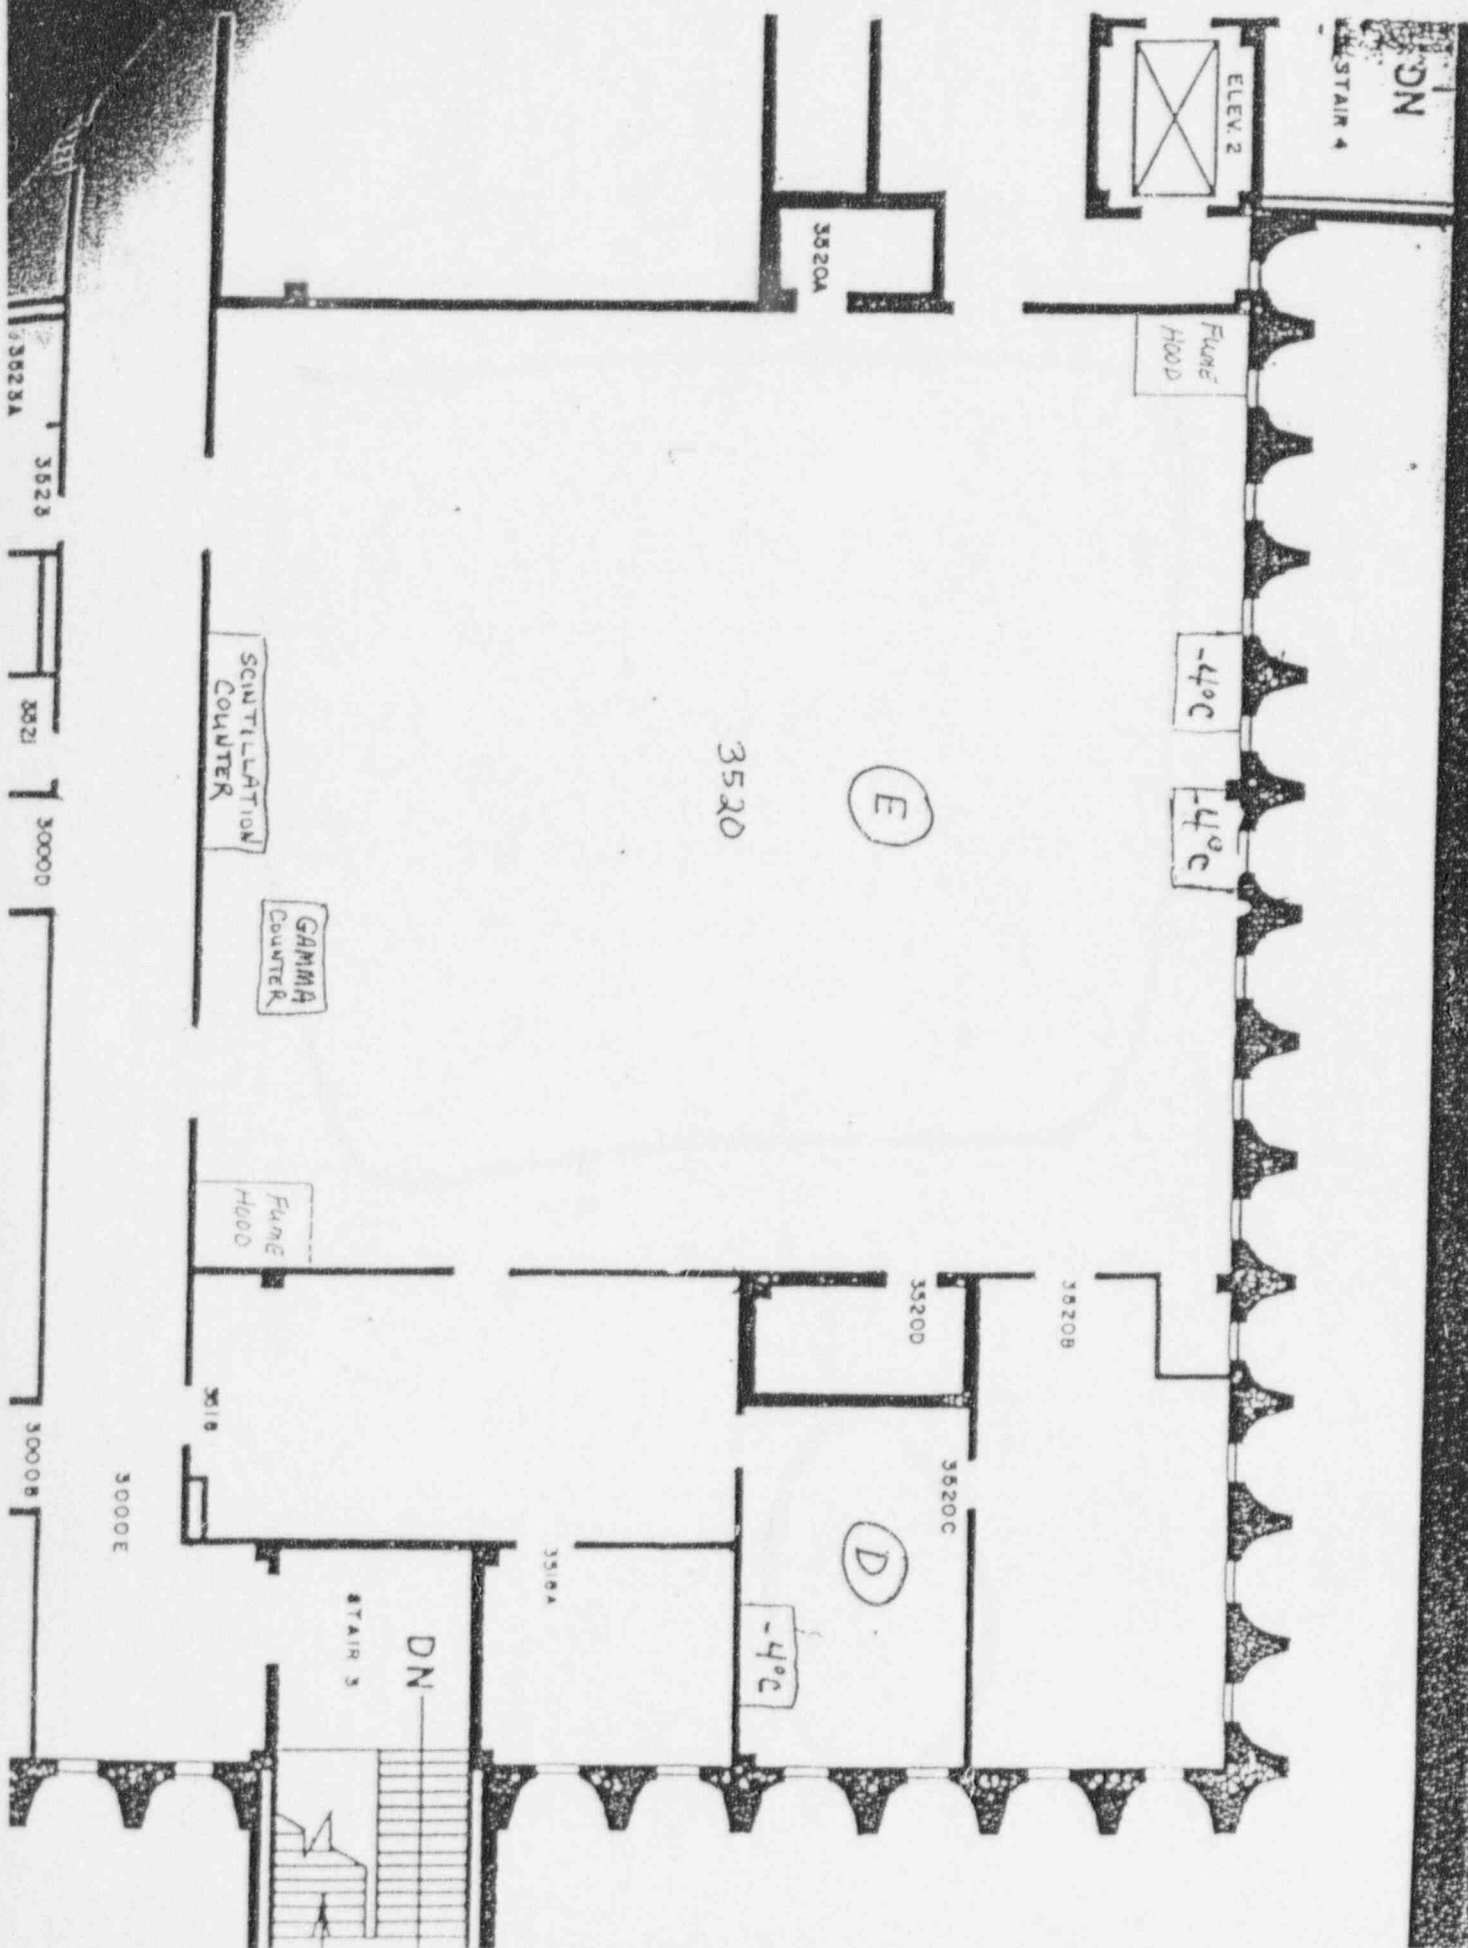 DN
STAIR 4
ELEV. 2
3520A
FUME
HOOD
3523A
3523
-4°C
SCINTILLATION
COUNTER
3521
3520
E
-4°C
3000D
GAMMA
COUNTER
FUME
HOOD
3520D
3520B
3518
3000B
3000E
3520C
D
3518A
STAIR 3
DN
-4°C